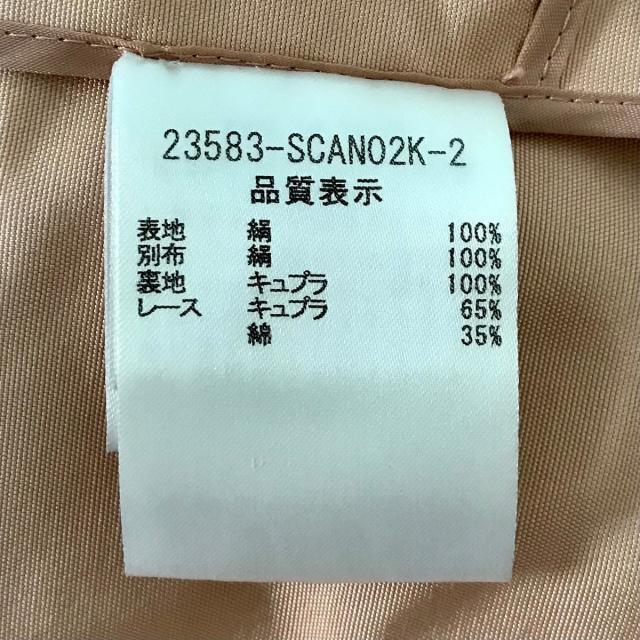 23583-SCAN02K-2
品質表示
表地 絹 100%
別布 絹 100%
裏地 キュプラ 100%
レース キュプラ 65%
綿 35%